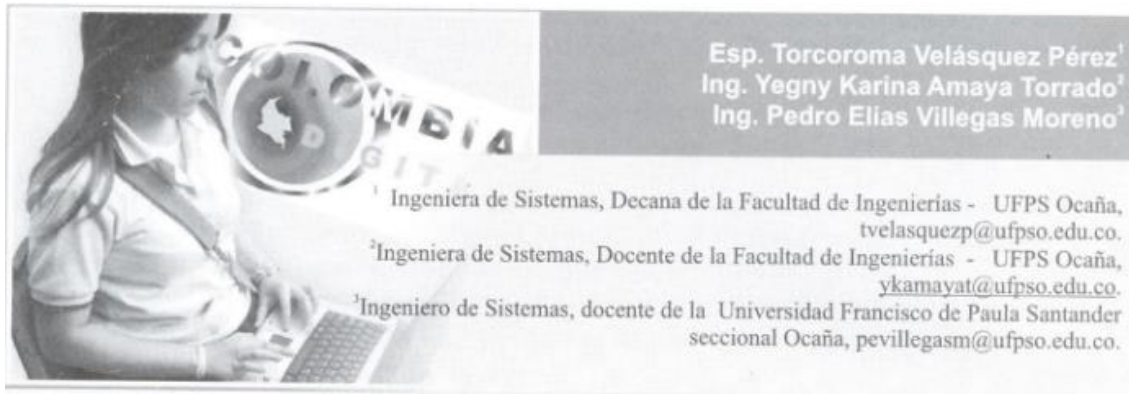 COLOMBIA
DIGIT
Esp. Torcoroma Velásquez Pérez¹
Ing. Yegny Karina Amaya Torrado²
Ing. Pedro Elias Villegas Moreno³
¹ Ingeniera de Sistemas, Decana de la Facultad de Ingenierías - UFPS Ocaña,
tvelasquezp@ufpso.edu.co.
²Ingeniera de Sistemas, Docente de la Facultad de Ingenierías - UFPS Ocaña,
ykamayat@ufpso.edu.co.
³Ingeniero de Sistemas, docente de la Universidad Francisco de Paula Santander
seccional Ocaña, pevillegasm@ufpso.edu.co.